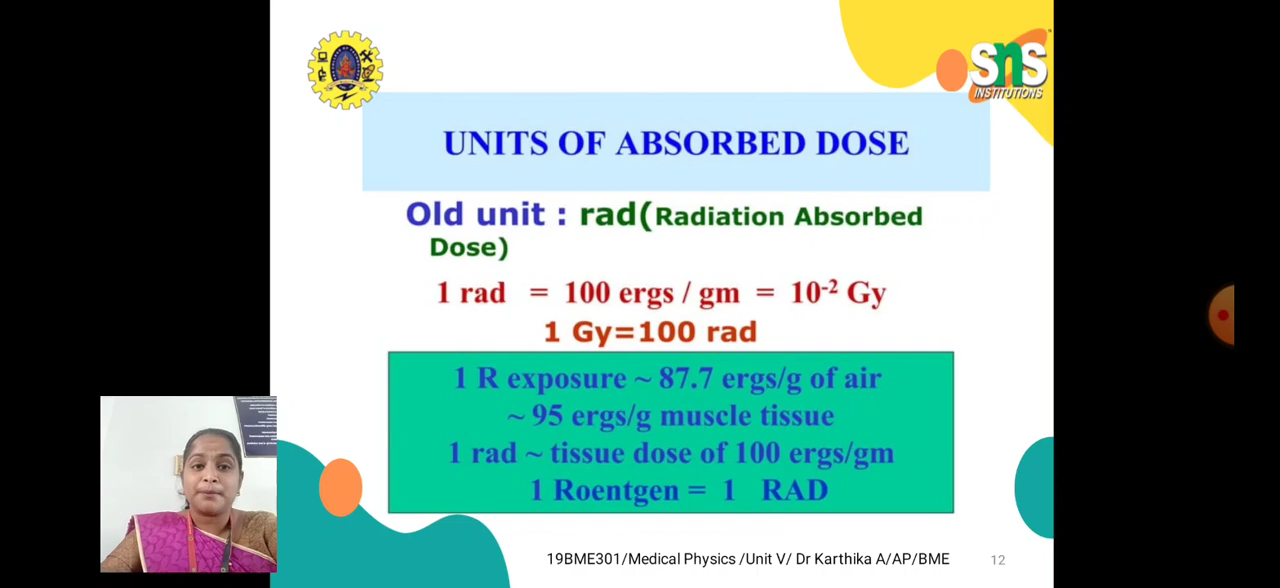 SNS
INSTITUTIONS
UNITS OF ABSORBED DOSE
Old unit : rad(Radiation Absorbed
Dose)
1 rad = 100 ergs / gm = 10⁻² Gy
1 Gy=100 rad
1 R exposure ~ 87.7 ergs/g of air
~ 95 ergs/g muscle tissue
1 rad ~ tissue dose of 100 ergs/gm
1 Roentgen = 1 RAD
19BME301/Medical Physics /Unit V/ Dr Karthika A/AP/BME
12